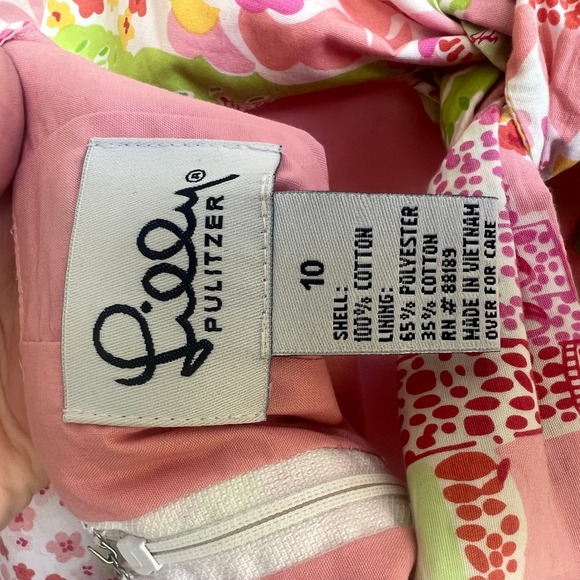 Lilly®
PULITZER
10
SHELL:
100% COTTON
LINING:
65% POLYESTER
35% COTTON
RN# 88189
MADE IN VIETNAM
OVER FOR CARE